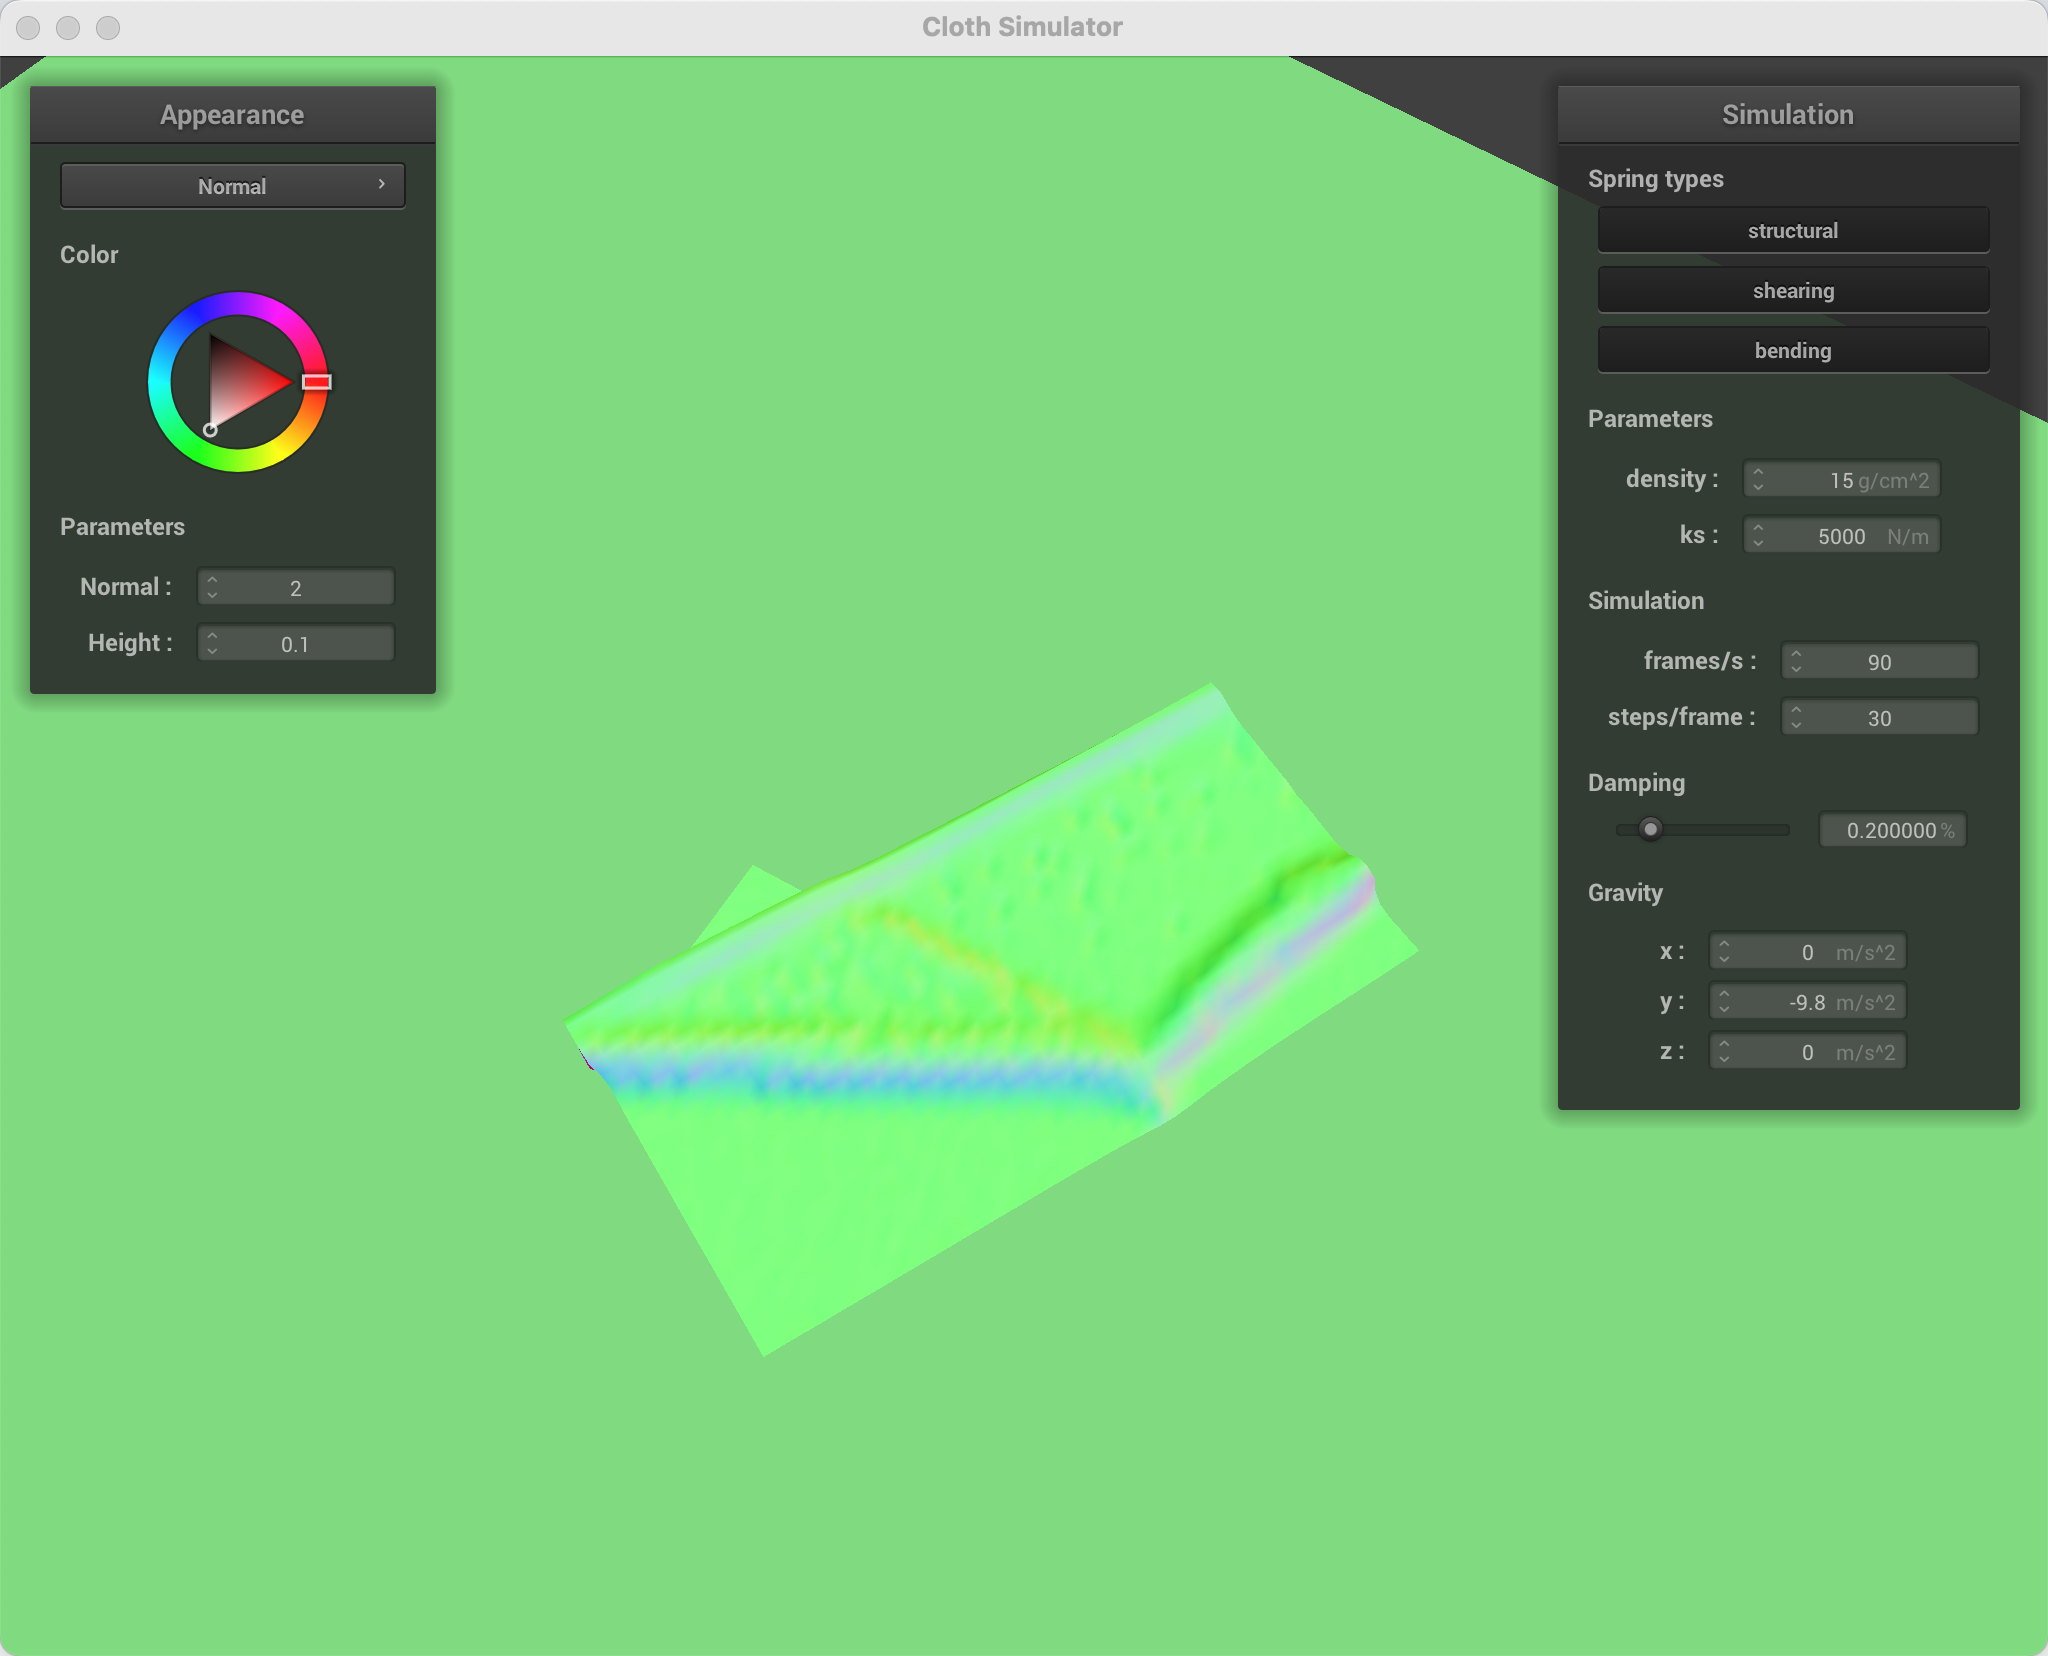 Cloth Simulator
Appearance
Normal
Color
Parameters
Normal : 2
Height : 0.1
Simulation
Spring types
structural
shearing
bending
Parameters
density : 15 g/cm^2
ks : 5000 N/m
Simulation
frames/s : 90
steps/frame : 30
Damping
0.200000 %
Gravity
x : 0 m/s^2
y : -9.8 m/s^2
z : 0 m/s^2